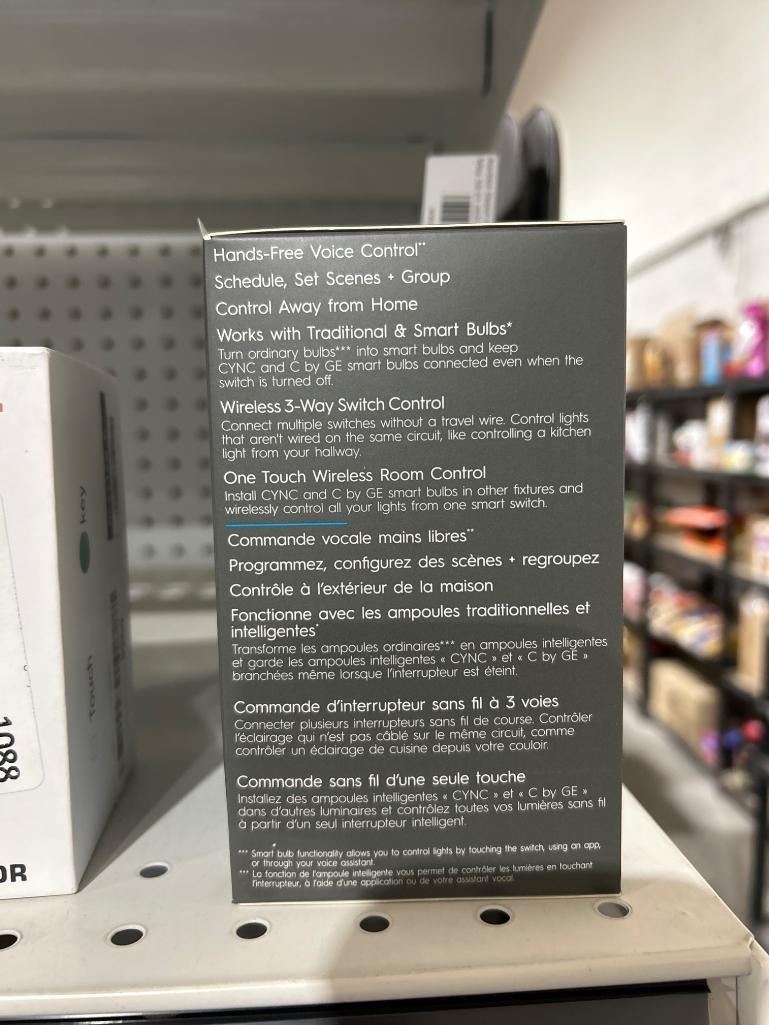 Hands-Free Voice Control**
Schedule, Set Scenes + Group
Control Away from Home
Works with Traditional & Smart Bulbs*
Turn ordinary bulbs*** into smart bulbs and keep
CYNC and C by GE smart bulbs connected even when the
switch is turned off.
Wireless 3-Way Switch Control
Connect multiple switches without a travel wire. Control lights
that aren't wired on the same circuit, like controlling a kitchen
light from your hallway.
One Touch Wireless Room Control
Install CYNC and C by GE smart bulbs in other fixtures and
wirelessly control all your lights from one smart switch.
Commande vocale mains libres**
Programmez, configurez des scènes + regroupez
Contrôle à l'extérieur de la maison
Fonctionne avec les ampoules traditionnelles et
intelligentes*
Transforme les ampoules ordinaires*** en ampoules intelligentes
et garde les ampoules intelligentes « CYNC » et « C by GE »
branchées même lorsque l'interrupteur est éteint.
Commande d'interrupteur sans fil à 3 voies
Connecter plusieurs interrupteurs sans fil de course. Contrôler
l'éclairage qui n'est pas câblé sur le même circuit, comme
contrôler un éclairage de cuisine depuis votre couloir.
Commande sans fil d'une seule touche
Installez des ampoules intelligentes « CYNC » et « C by GE »
dans d'autres luminaires et contrôlez toutes vos lumières sans fil
à partir d'un seul interrupteur intelligent.
*** Smart bulb functionality allows you to control lights by touching the switch, using an app,
or through your voice assistant.
*** La fonction de l'ampoule intelligente vous permet de contrôler les lumières en touchant
l'interrupteur, à l'aide d'une application ou de votre assistant vocal.
key
Touch
1088
OR